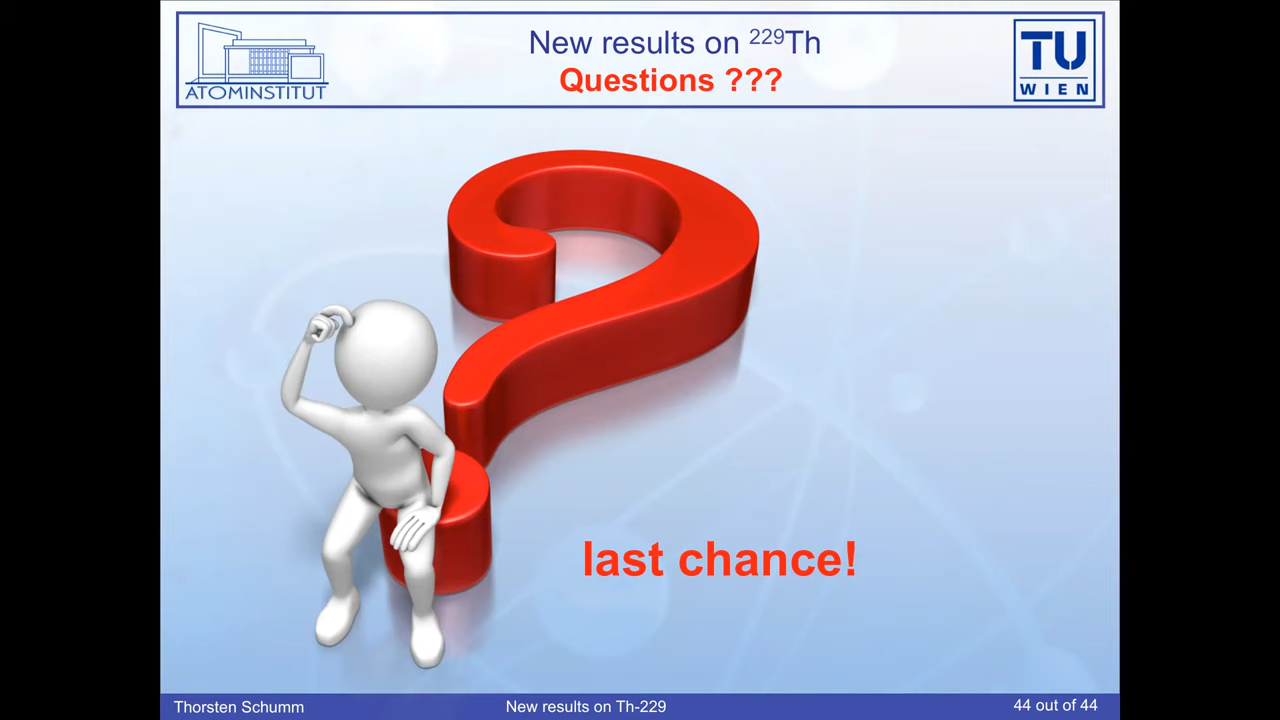 New results on ²²⁹Th
Questions ???
ATOMINSTITUT
TU
WIEN
last chance!
Thorsten Schumm
New results on Th-229
44 out of 44